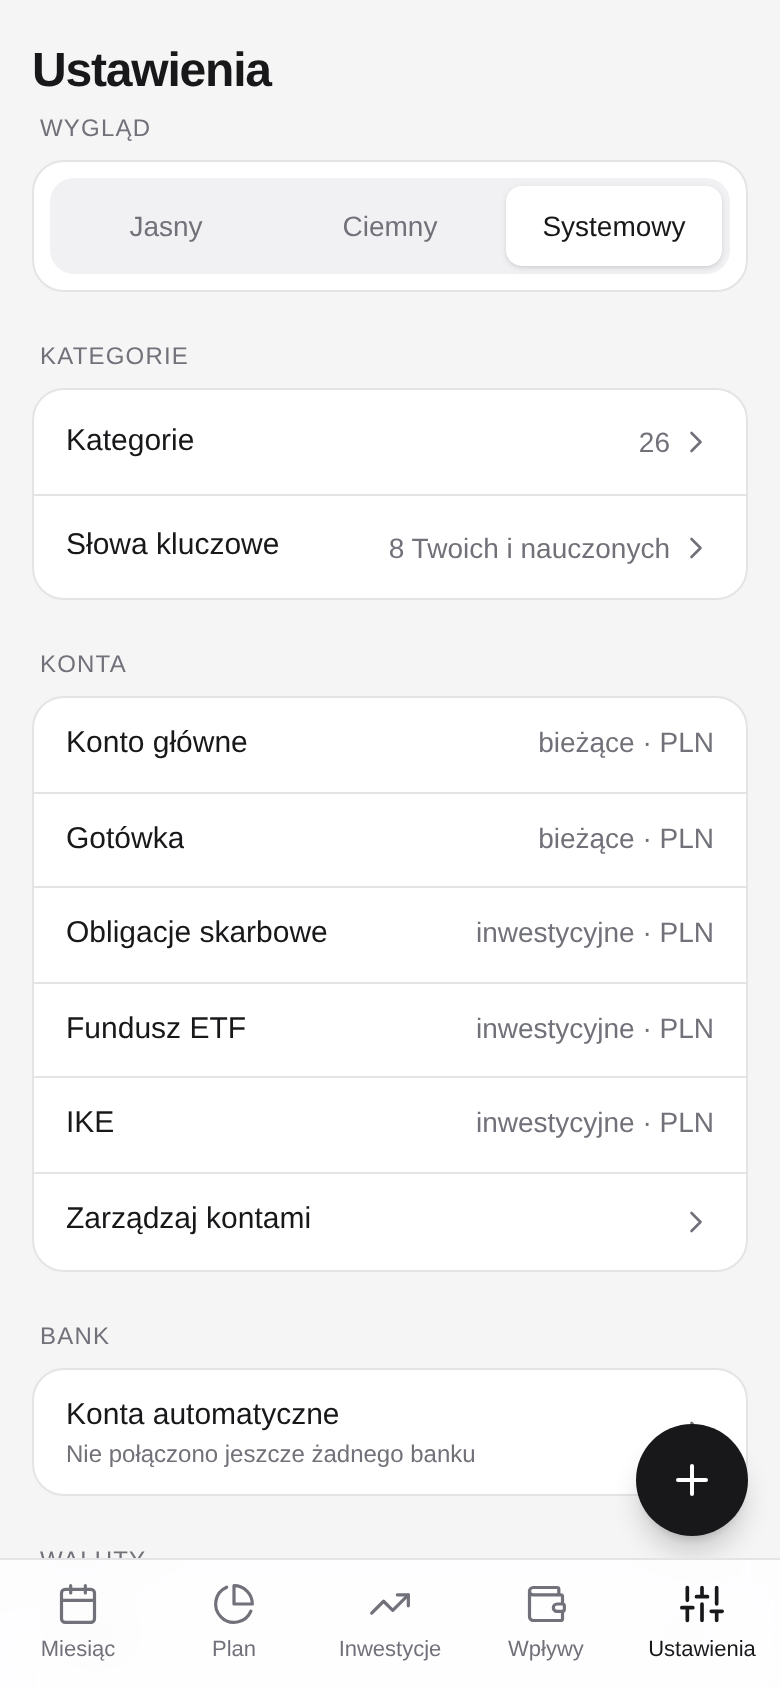 Ustawienia
WYGLĄD
Jasny Ciemny Systemowy
KATEGORIE
Kategorie 26
Słowa kluczowe 8 Twoich i nauczonych
KONTA
Konto główne bieżące · PLN
Gotówka bieżące · PLN
Obligacje skarbowe inwestycyjne · PLN
Fundusz ETF inwestycyjne · PLN
IKE inwestycyjne · PLN
Zarządzaj kontami
BANK
Konta automatyczne
Nie połączono jeszcze żadnego banku
WALUTY
Miesiąc Plan Inwestycje Wpływy Ustawienia